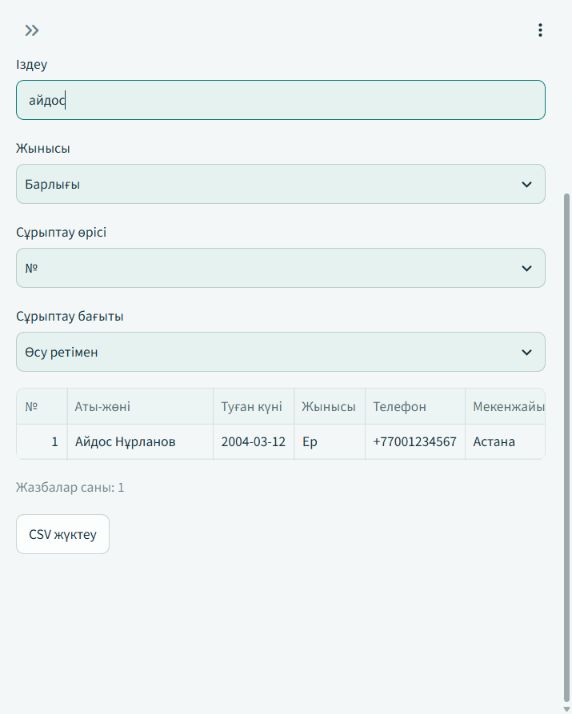 Іздеу
айдос
Жынысы
Барлығы
Сұрыптау өрісі
№
Сұрыптау бағыты
Өсу ретімен
№ Аты-жөні Туған күні Жынысы Телефон Мекенжайы
1 Айдос Нұрланов 2004-03-12 Ер +77001234567 Астана
Жазбалар саны: 1
CSV жүктеу